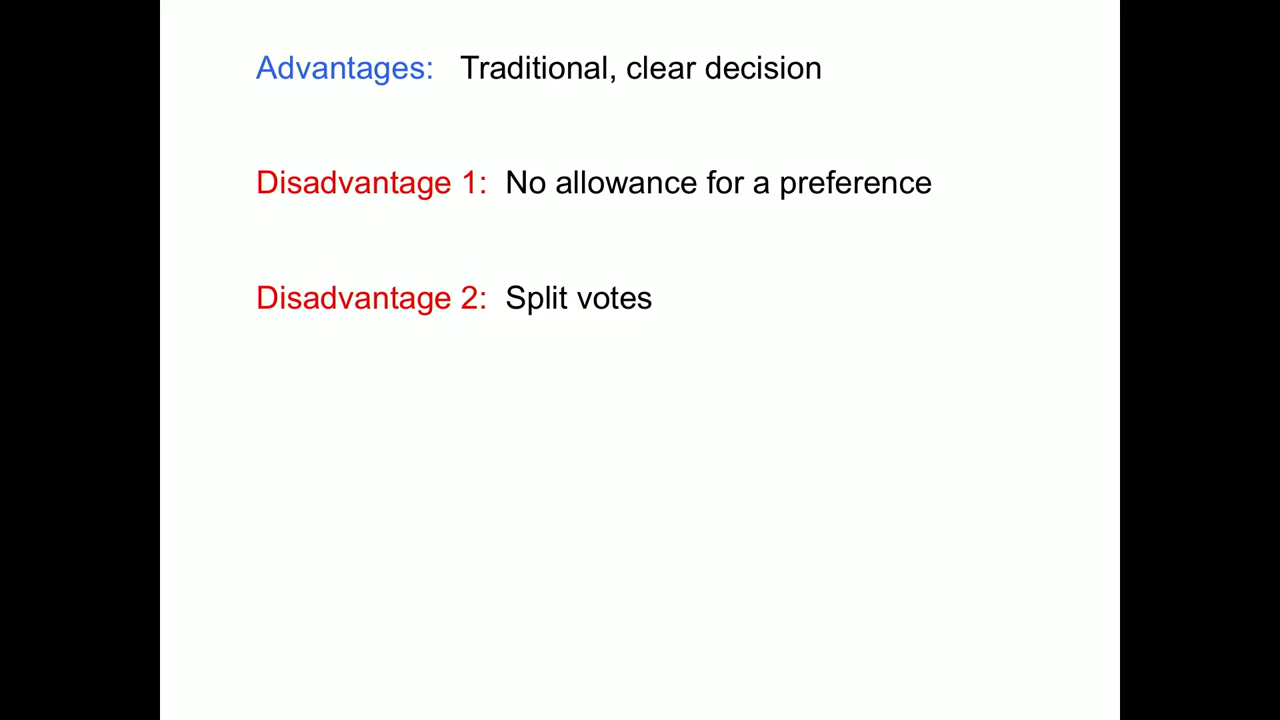 Advantages: Traditional, clear decision
Disadvantage 1: No allowance for a preference
Disadvantage 2: Split votes